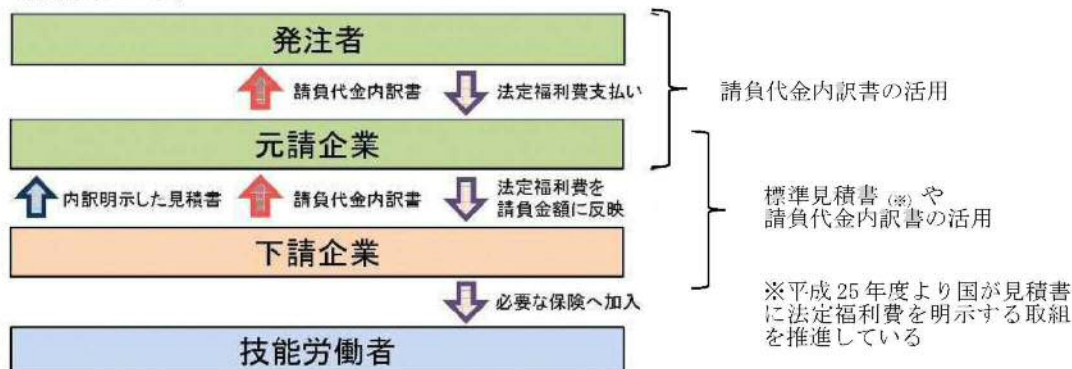 発注者
請負代金内訳書
法定福利費支払い
請負代金内訳書の活用
元請企業
内訳明示した見積書
請負代金内訳書
法定福利費を
請負金額に反映
標準見積書(※)や
請負代金内訳書の活用
下請企業
必要な保険へ加入
※平成25年度より国が見積書
に法定福利費を明示する取組
を推進している
技能労働者